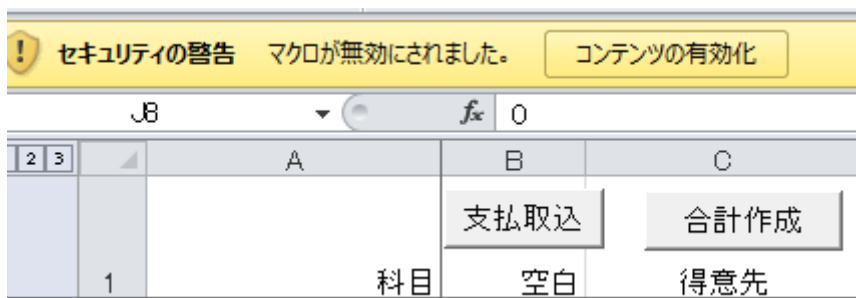 ! セキュリティの警告 マクロが無効にされました。 コンテンツの有効化
J8 fx 0
2 3 A B C
支払取込 合計作成
1 科目 空白 得意先